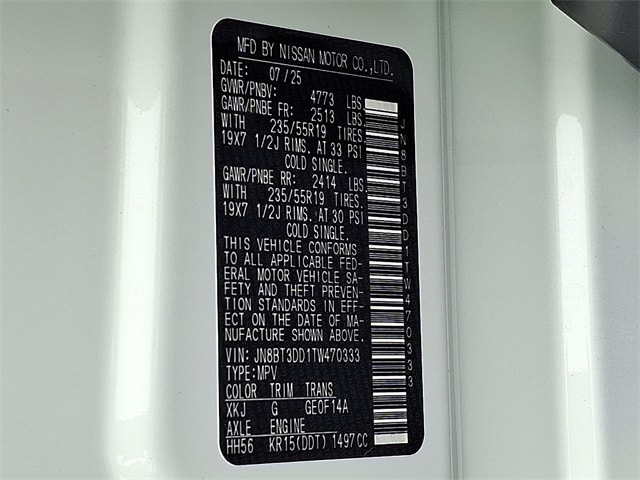 MFD BY NISSAN MOTOR CO.,LTD.
DATE: 07/25
GVWR/PNBV: 4773 LBS
GAWR/PNBE FR: 2513 LBS.
WITH 235/55R19 TIRES
19X7 1/2J RIMS. AT 33 PSI
COLD SINGLE.
GAWR/PNBE RR: 2414 LBS.
WITH 235/55R19 TIRES.
19X7 1/2J RIMS, AT 30 PSI
COLD SINGLE.
THIS VEHICLE CONFORMS
TO ALL APPLICABLE FED-
ERAL MOTOR VEHICLE SA-
FETY AND THEFT PREVEN-
TION STANDARDS IN EFF-
ECT ON THE DATE OF MA-
NUFACTURE SHOWN ABOVE.
VIN: JN8BT3DD1TW470333
TYPE:MPV
COLOR TRIM TRANS
XKJ G GE0F14A
AXLE ENGINE
HH56 KR15(DDT) 1497CC
JN8BT3DD1TW470333